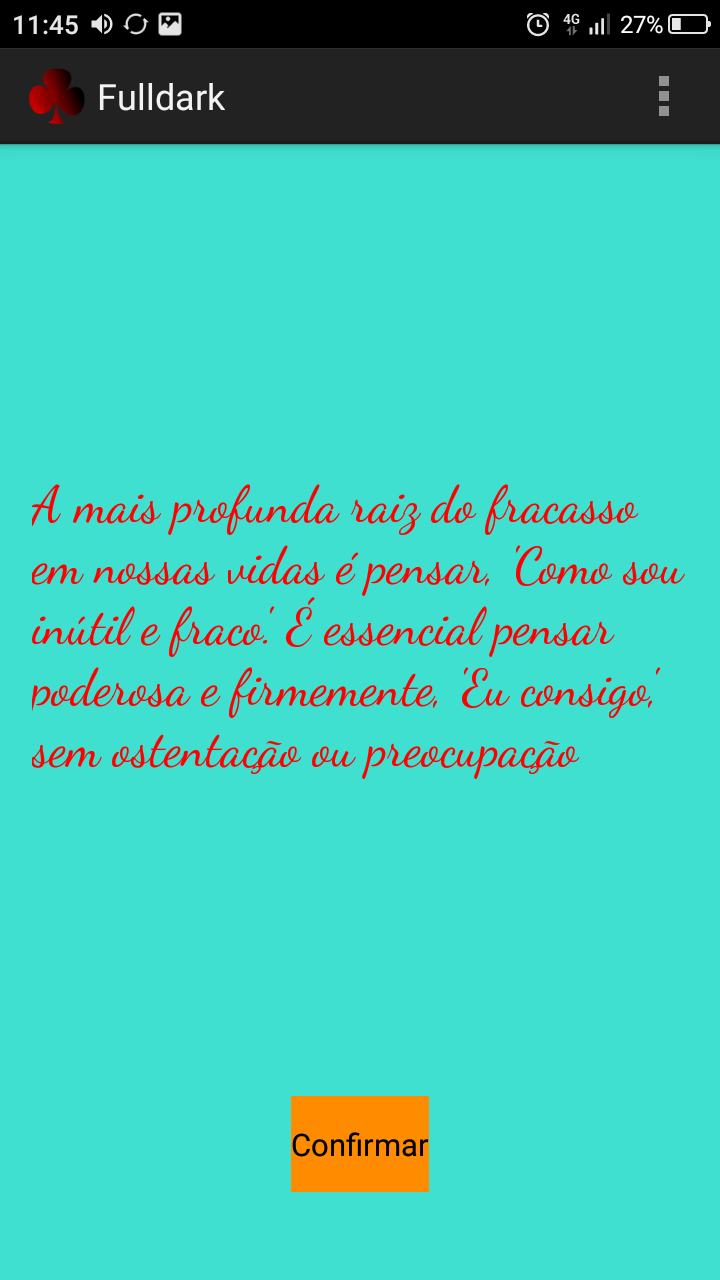 11:45 4G 27%
Fulldark
A mais profunda raiz do fracasso
em nossas vidas é pensar, 'Como sou
inútil e fraco'. É essencial pensar
poderosa e firmemente, 'Eu consigo,'
sem ostentação ou preocupação
Confirmar